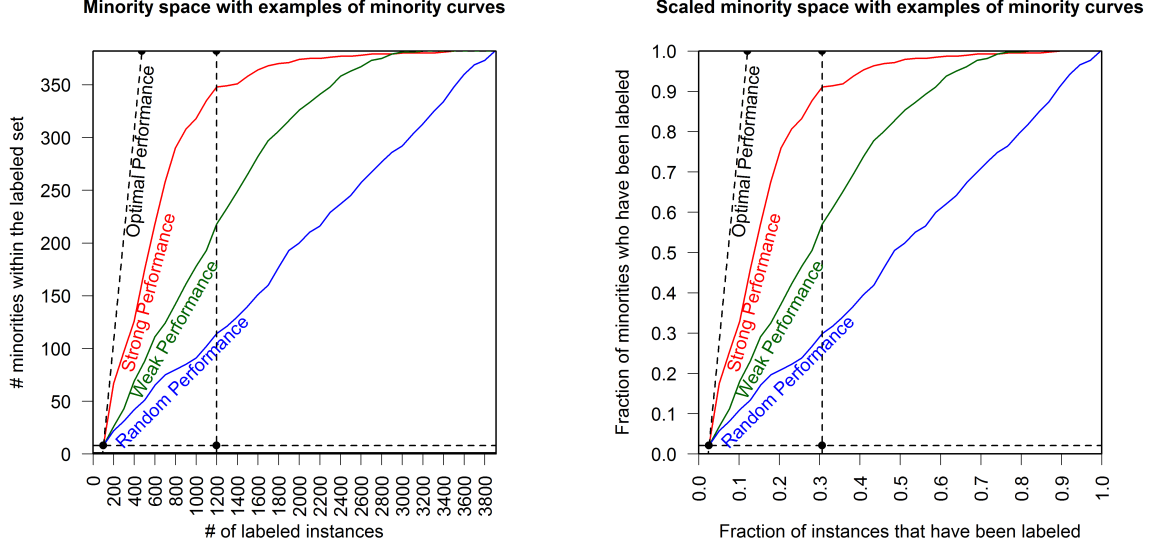 Minority space with examples of minority curves
# minorities within the labeled set
350
300
250
200
150
100
50
0
Optimal Performance
Strong Performance
Weak Performance
Random Performance
0 200 400 600 800 1000 1200 1400 1600 1800 2000 2200 2400 2600 2800 3000 3200 3400 3600 3800
# of labeled instances
Scaled minority space with examples of minority curves
Fraction of minorities who have been labeled
1.0
0.9
0.8
0.7
0.6
0.5
0.4
0.3
0.2
0.1
0.0
Optimal Performance
Strong Performance
Weak Performance
Random Performance
0.0 0.1 0.2 0.3 0.4 0.5 0.6 0.7 0.8 0.9 1.0
Fraction of instances that have been labeled